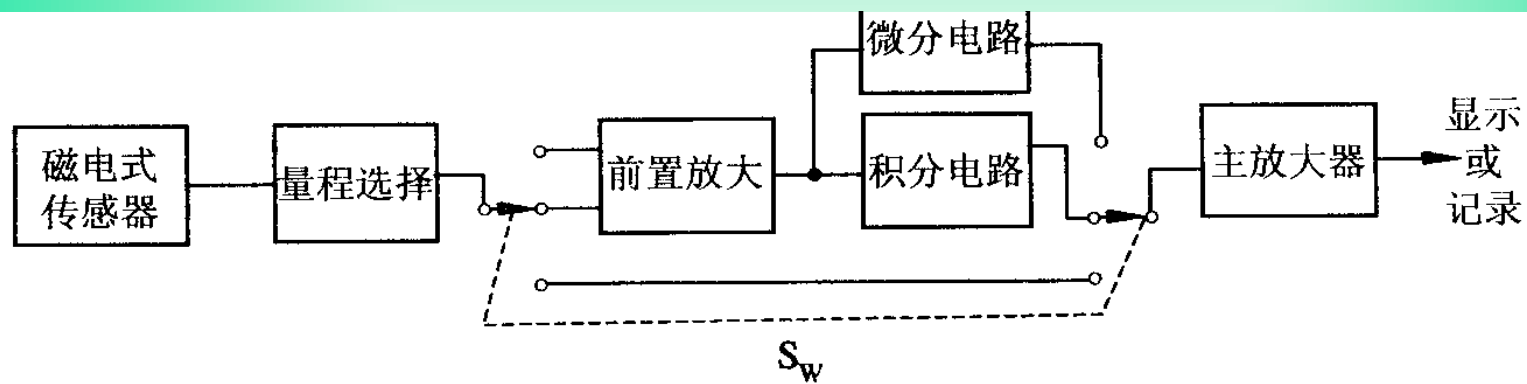 微分电路
磁电式
传感器
量程选择
前置放大
积分电路
主放大器
显示
或
记录
S_W